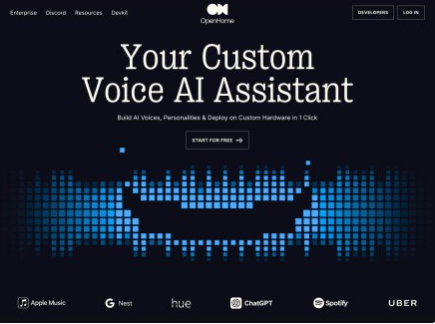 Enterprise Discord Resources Devkit
OpenHome
DEVELOPERS LOG IN
Your Custom
Voice AI Assistant
Build AI Voices, Personalities & Deploy on Custom Hardware in 1 Click
START FOR FREE →
Apple Music G Nest hue ChatGPT Spotify UBER